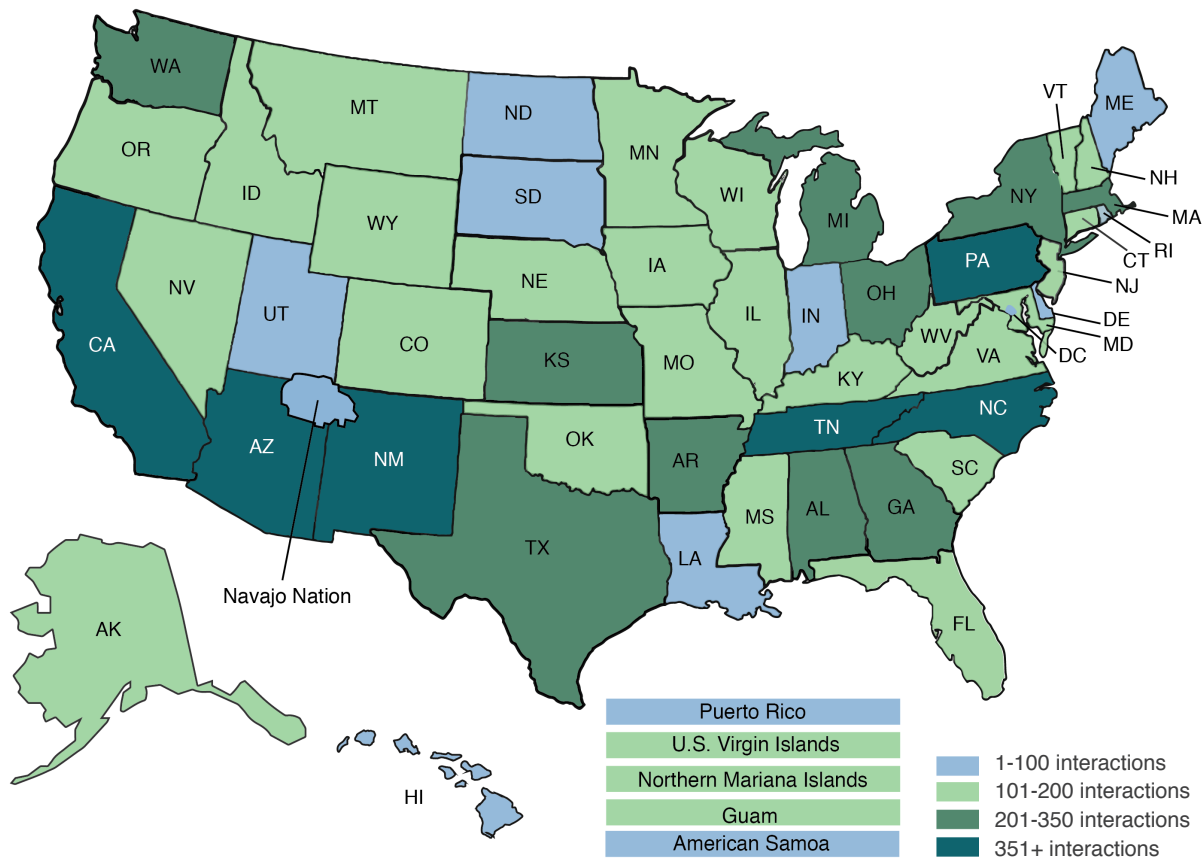 WA
MT
ND
VT
ME
OR
MN
ID
SD
WI
NH
WY
MI
NY
MA
RI
CT
IA
PA
NE
NV
NJ
OH
UT
IL
IN
DE
CA
CO
WV
DC
MD
KS
MO
VA
KY
NC
TN
AZ
NM
OK
AR
SC
MS
AL
GA
TX
LA
Navajo Nation
AK
FL
HI
Puerto Rico
U.S. Virgin Islands
Northern Mariana Islands
Guam
American Samoa
1-100 interactions
101-200 interactions
201-350 interactions
351+ interactions